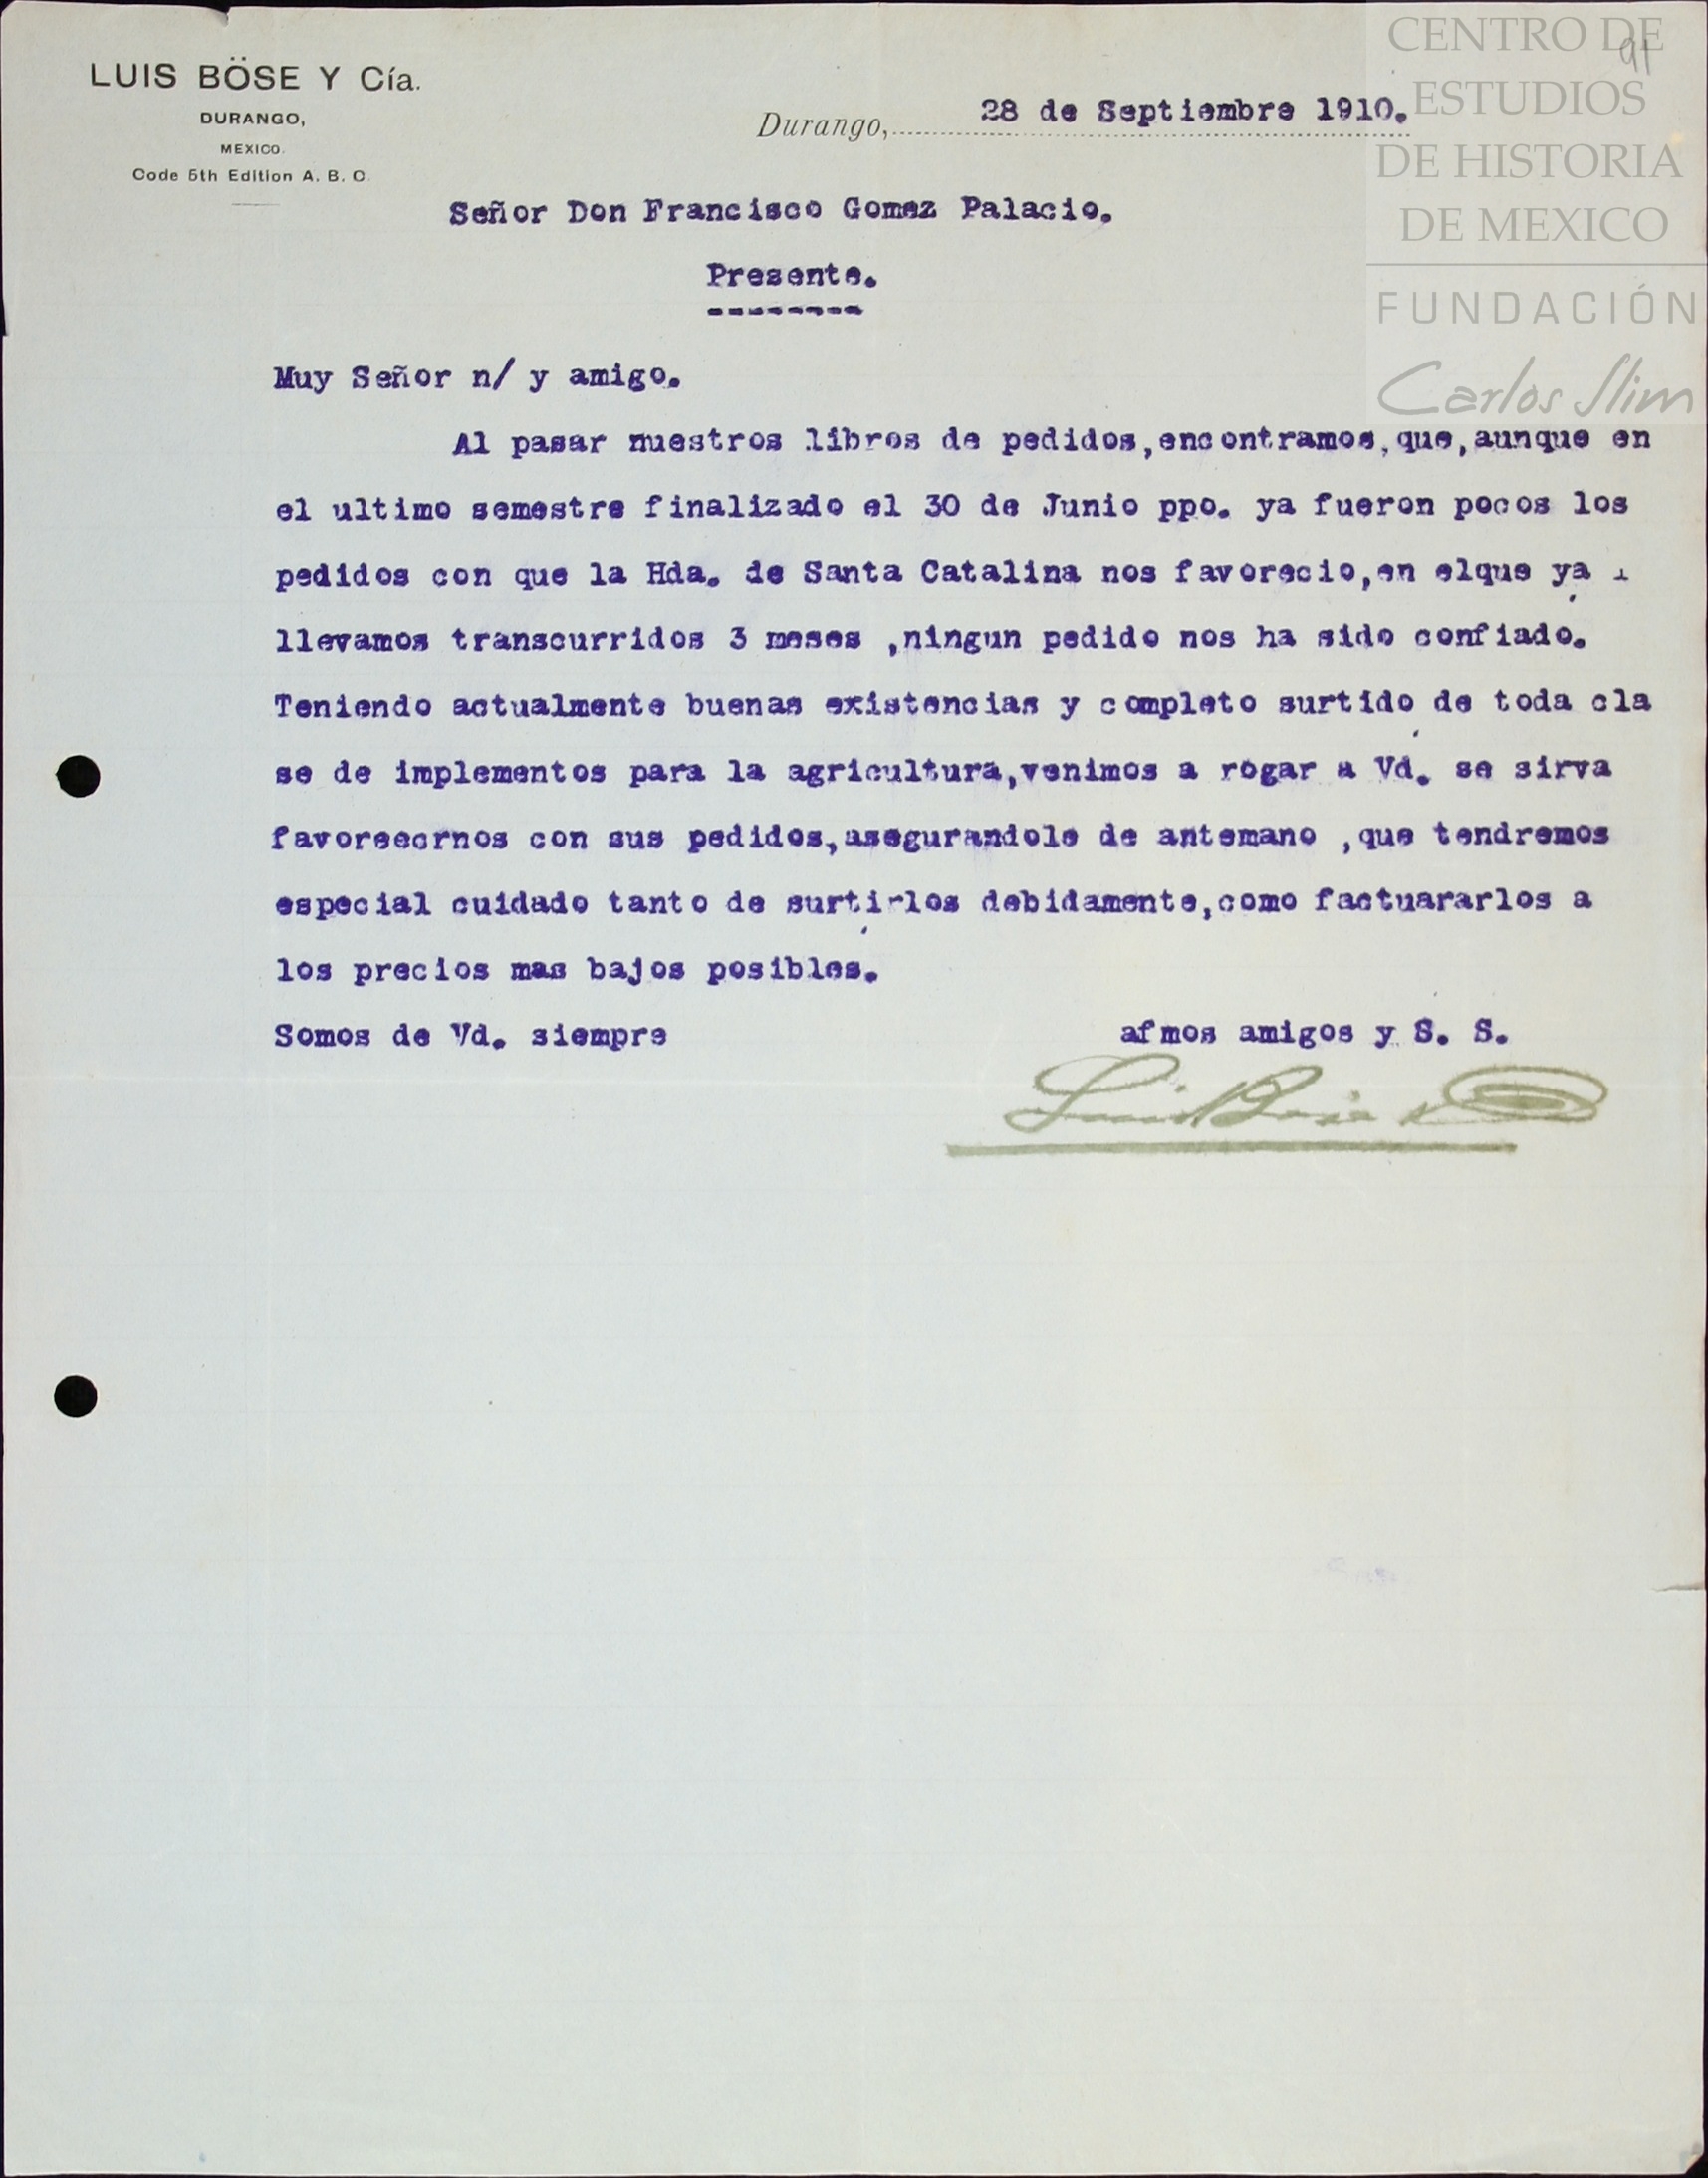 LUIS BÖSE Y Cía.
DURANGO,
MEXICO.
Code 5th Edition A. B. C.
Durango, 28 de Septiembre 1910.
91
CENTRO DE
ESTUDIOS
DE HISTORIA
DE MEXICO
FUNDACIÓN
Carlos Slim
Señor Don Francisco Gomez Palacio.
Presente.
--------
Muy Señor n/ y amigo.
Al pasar nuestros libros de pedidos,encontramos,que,aunque en
el ultimo semestre finalizado el 30 de Junio ppo. ya fueron pocos los
pedidos con que la Hda. de Santa Catalina nos favorecio,en elque ya
llevamos transcurridos 3 meses ,ningun pedido nos ha sido confiado.
Teniendo actualmente buenas existencias y completo surtido de toda cla
se de implementos para la agricultura,venimos a rogar a Vd. se sirva
favoreecrnos con sus pedidos,asegurandole de antemano ,que tendremos
especial cuidado tanto de surtirlos debidamente,como factuararlos a
los precios mas bajos posibles.
Somos de Vd. siempre afmos amigos y S. S.
Luis Böse y